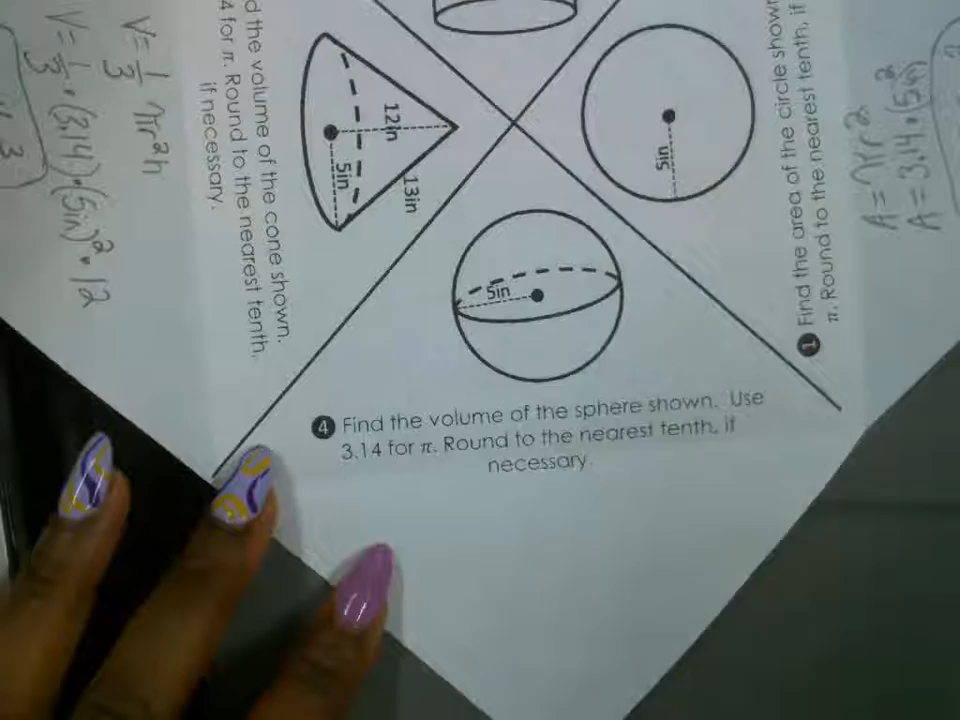 4 Find the volume of the sphere shown. Use
3.14 for π. Round to the nearest tenth, if
necessary.
5in
1 Find the area of the circle shown
π. Round to the nearest tenth, if
5in
A = πr²
A = 3.14 · (5in)²
d the volume of the cone shown.
4 for π. Round to the nearest tenth,
if necessary.
12in
13in
5in
V = 1/3 πr²h
V = 1/3 · (3.14) · (5in)² · 12